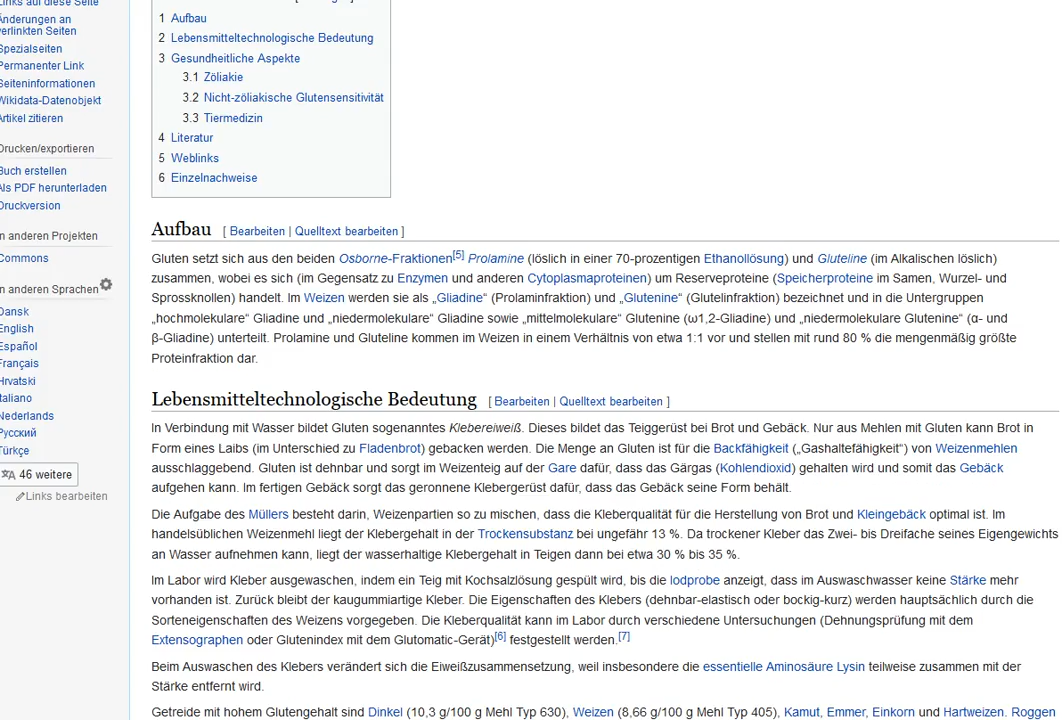 Links auf diese Seite
Änderungen an
verlinkten Seiten
Spezialseiten
Permanenter Link
Seiteninformationen
Wikidata-Datenobjekt
Artikel zitieren
Drucken/exportieren
Buch erstellen
Als PDF herunterladen
Druckversion
In anderen Projekten
Commons
In anderen Sprachen
Dansk
English
Español
Français
Hrvatski
Italiano
Nederlands
Русский
Türkçe
46 weitere
Links bearbeiten
1 Aufbau
2 Lebensmitteltechnologische Bedeutung
3 Gesundheitliche Aspekte
3.1 Zöliakie
3.2 Nicht-zöliakische Glutensensitivität
3.3 Tiermedizin
4 Literatur
5 Weblinks
6 Einzelnachweise
Aufbau [ Bearbeiten | Quelltext bearbeiten ]
Gluten setzt sich aus den beiden Osborne-Fraktionen[5] Prolamine (löslich in einer 70-prozentigen Ethanollösung) und Gluteline (im Alkalischen löslich)
zusammen, wobei es sich (im Gegensatz zu Enzymen und anderen Cytoplasmaproteinen) um Reserveproteine (Speicherproteine im Samen, Wurzel- und
Sprossknollen) handelt. Im Weizen werden sie als „Gliadine“ (Prolaminfraktion) und „Glutenine“ (Glutelinfraktion) bezeichnet und in die Untergruppen
„hochmolekulare“ Gliadine und „niedermolekulare“ Gliadine sowie „mittelmolekulare“ Glutenine (ω1,2-Gliadine) und „niedermolekulare Glutenine“ (α- und
β-Gliadine) unterteilt. Prolamine und Gluteline kommen im Weizen in einem Verhältnis von etwa 1:1 vor und stellen mit rund 80 % die mengenmäßig größte
Proteinfraktion dar.
Lebensmitteltechnologische Bedeutung [ Bearbeiten | Quelltext bearbeiten ]
In Verbindung mit Wasser bildet Gluten sogenanntes Klebereiweiß. Dieses bildet das Teiggerüst bei Brot und Gebäck. Nur aus Mehlen mit Gluten kann Brot in
Form eines Laibs (im Unterschied zu Fladenbrot) gebacken werden. Die Menge an Gluten ist für die Backfähigkeit („Gashaltefähigkeit“) von Weizenmehlen
ausschlaggebend. Gluten ist dehnbar und sorgt im Weizenteig auf der Gare dafür, dass das Gärgas (Kohlendioxid) gehalten wird und somit das Gebäck
aufgehen kann. Im fertigen Gebäck sorgt das geronnene Klebergerüst dafür, dass das Gebäck seine Form behält.
Die Aufgabe des Müllers besteht darin, Weizenpartien so zu mischen, dass die Kleberqualität für die Herstellung von Brot und Kleingebäck optimal ist. Im
handelsüblichen Weizenmehl liegt der Klebergehalt in der Trockensubstanz bei ungefähr 13 %. Da trockener Kleber das Zwei- bis Dreifache seines Eigengewichts
an Wasser aufnehmen kann, liegt der wasserhaltige Klebergehalt in Teigen dann bei etwa 30 % bis 35 %.
Im Labor wird Kleber ausgewaschen, indem ein Teig mit Kochsalzlösung gespült wird, bis die Iodprobe anzeigt, dass im Auswaschwasser keine Stärke mehr
vorhanden ist. Zurück bleibt der kaugummiartige Kleber. Die Eigenschaften des Klebers (dehnbar-elastisch oder bockig-kurz) werden hauptsächlich durch die
Sorteneigenschaften des Weizens vorgegeben. Die Kleberqualität kann im Labor durch verschiedene Untersuchungen (Dehnungsprüfung mit dem
Extensographen oder Glutenindex mit dem Glutomatic-Gerät)[6] festgestellt werden.[7]
Beim Auswaschen des Klebers verändert sich die Eiweißzusammensetzung, weil insbesondere die essentielle Aminosäure Lysin teilweise zusammen mit der
Stärke entfernt wird.
Getreide mit hohem Glutengehalt sind Dinkel (10,3 g/100 g Mehl Typ 630), Weizen (8,66 g/100 g Mehl Typ 405), Kamut, Emmer, Einkorn und Hartweizen. Roggen